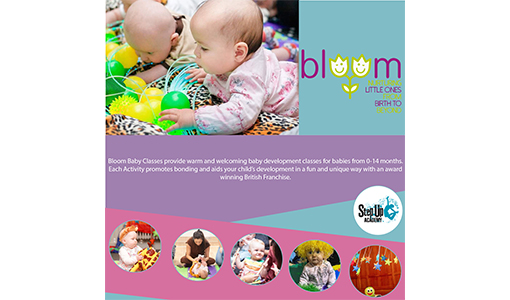 bloom
LITTLE ONES
BIRTH TO
Bloom Baby Classes provide warm and welcoming baby development classes for babies from 0-14 months.
Each Activity promotes bonding and aids your child's development in a fun and unique way with an award
winning British Franchise.
Step Up
ACADEMY